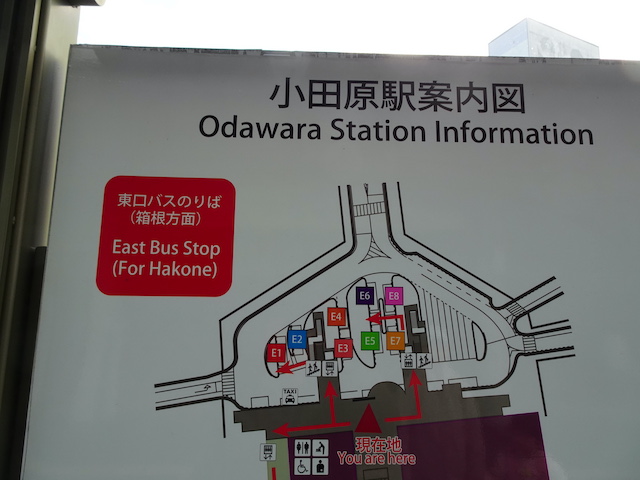 小田原駅案内図
Odawara Station Information
東口バスのりば
(箱根方面)
East Bus Stop
(For Hakone)
E6
E8
E4
E2
E1
E3
E5
E7
TAXI
現在地
You are here